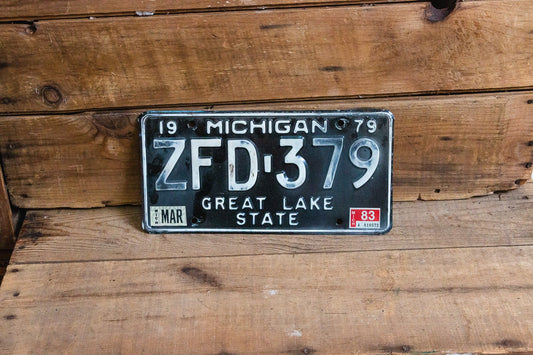 19 MICHIGAN 79
ZFD·379
GREAT LAKE
STATE
MAR 83